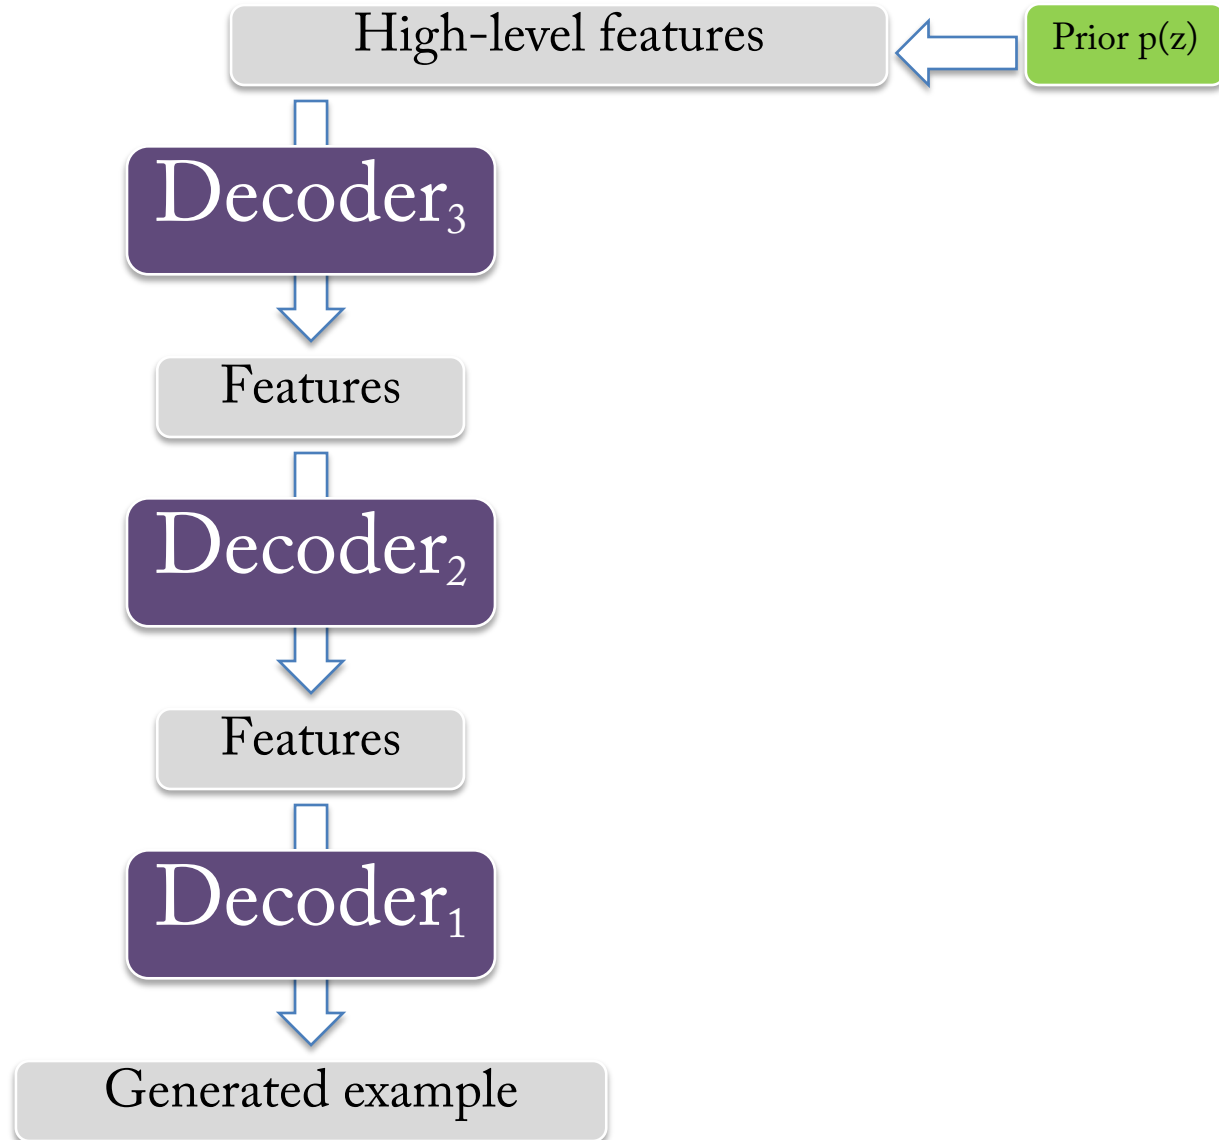 High-level features
Prior p(z)
Decoder₃
Features
Decoder₂
Features
Decoder₁
Generated example